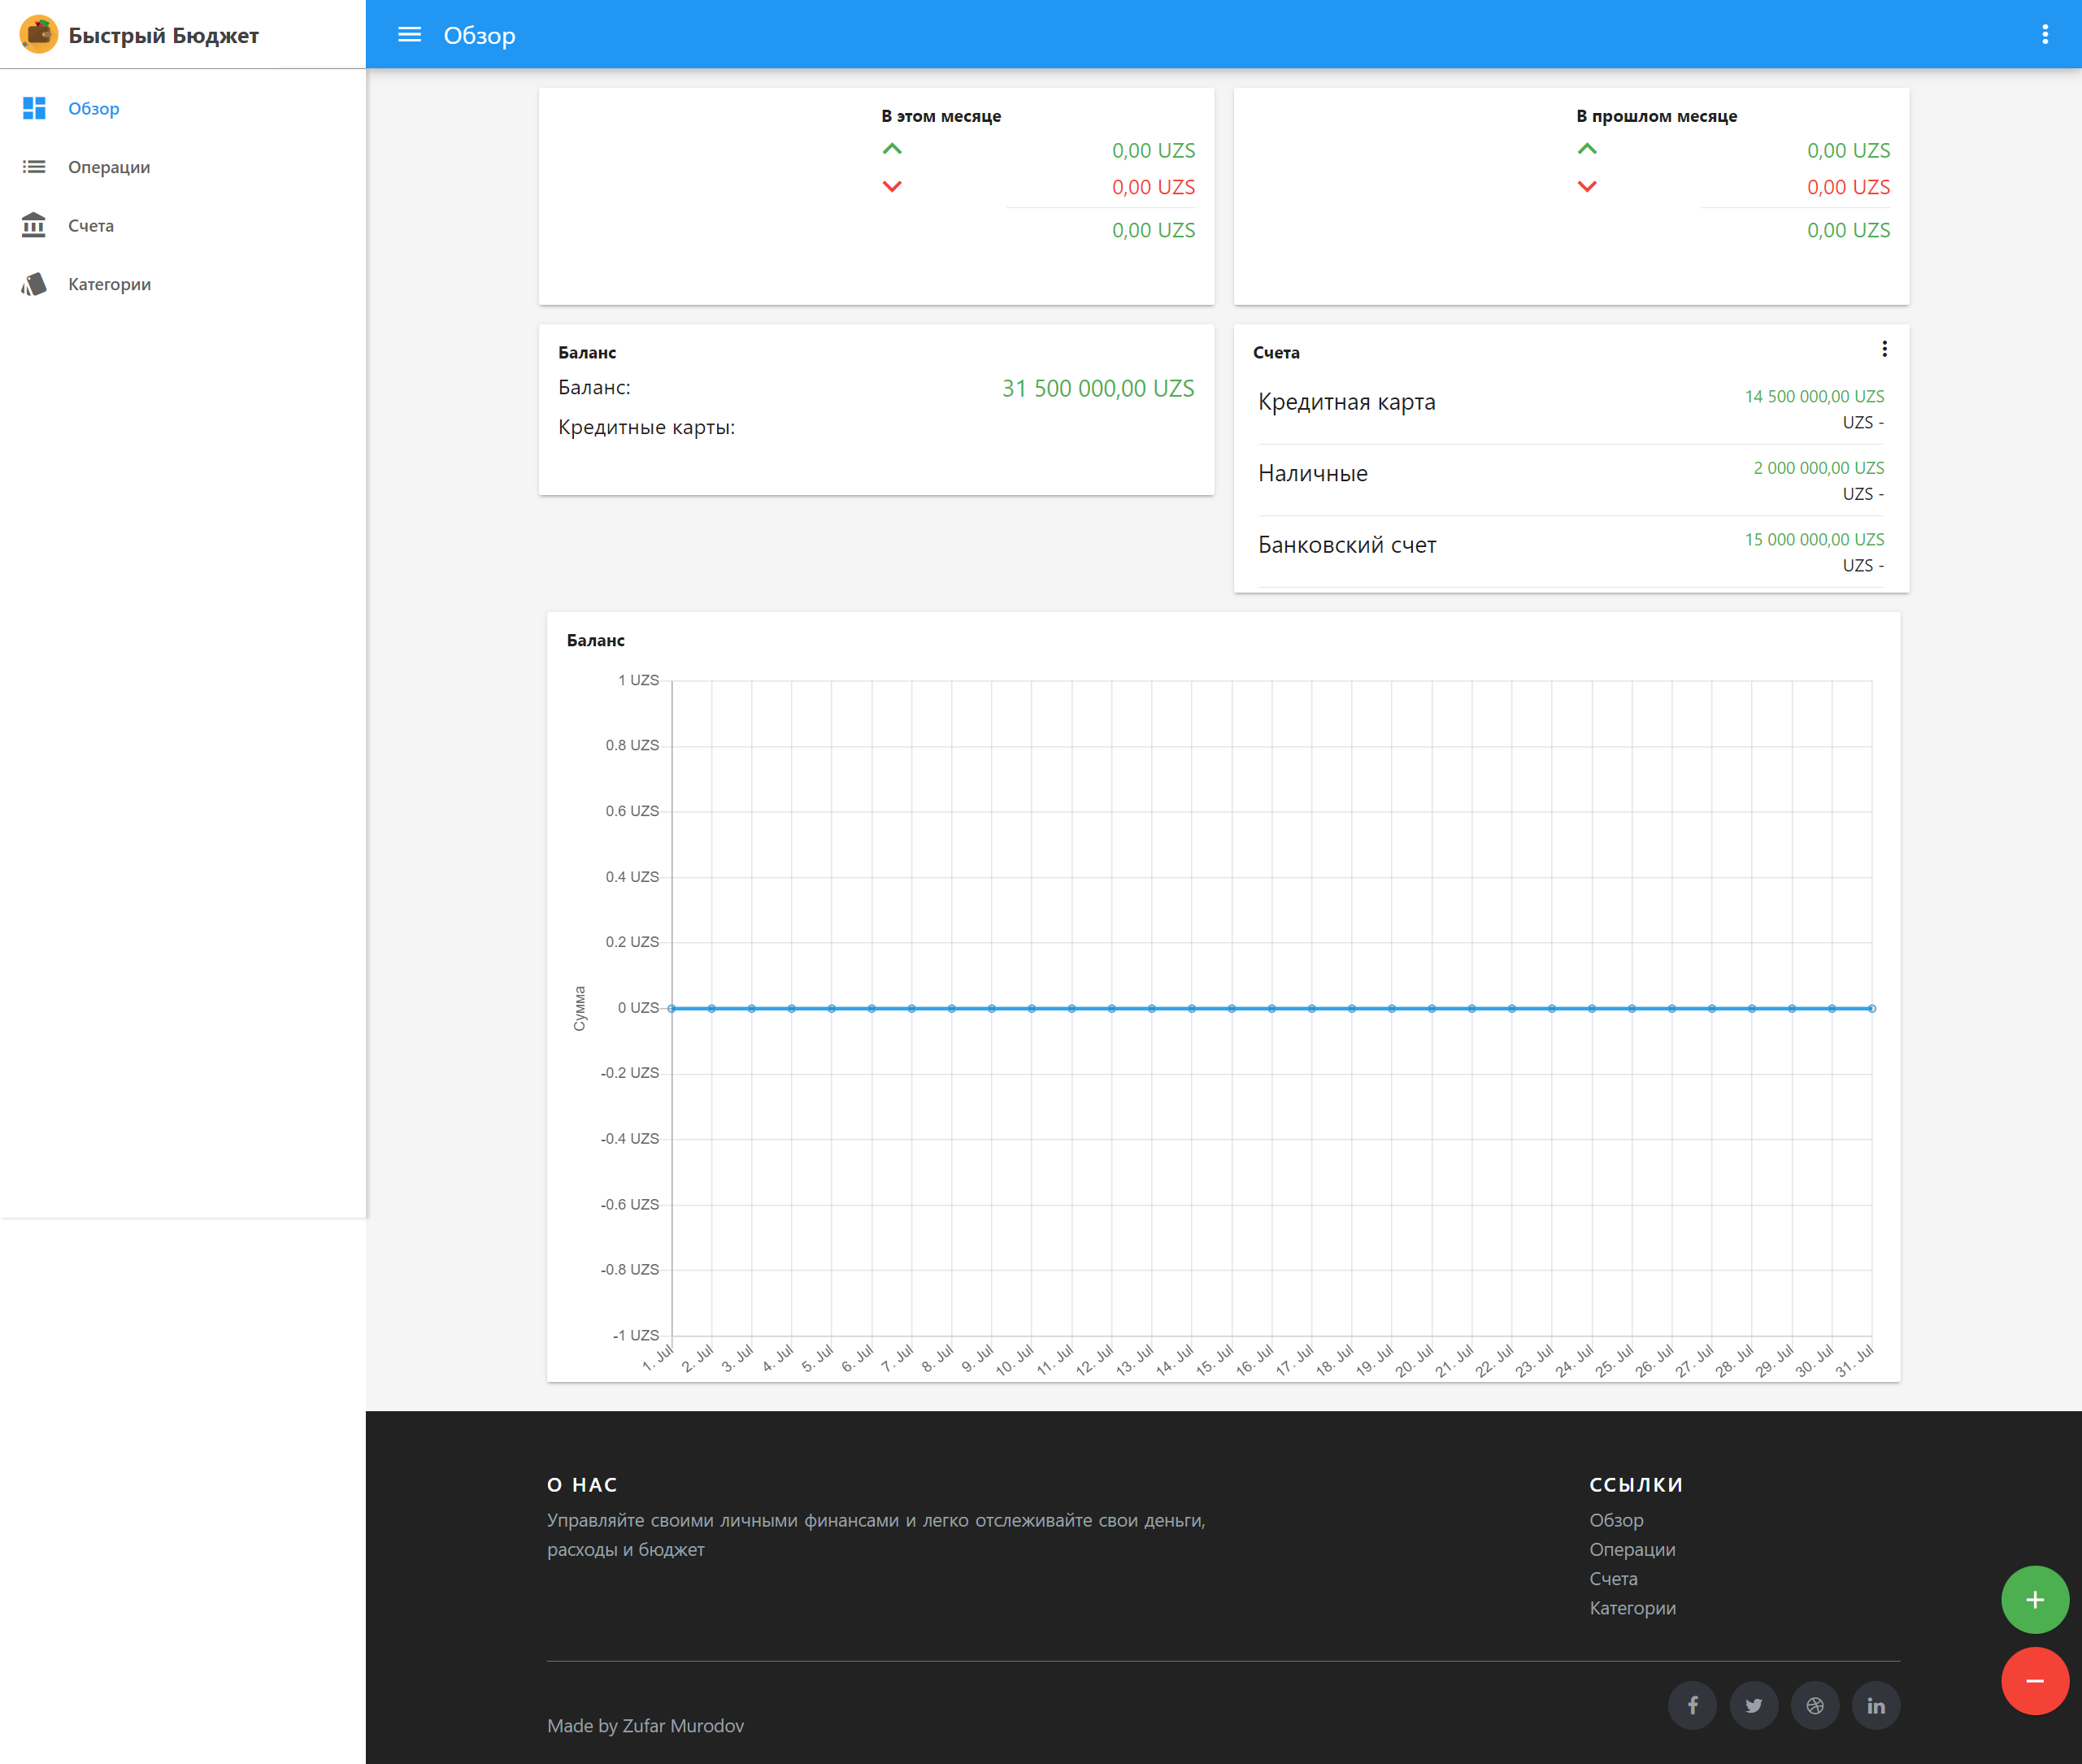 Быстрый Бюджет
Обзор
Обзор
Операции
Счета
Категории
В этом месяце
0,00 UZS
0,00 UZS
0,00 UZS
В прошлом месяце
0,00 UZS
0,00 UZS
0,00 UZS
Баланс
Баланс: 31 500 000,00 UZS
Кредитные карты:
Счета
Кредитная карта 14 500 000,00 UZS
UZS -
Наличные 2 000 000,00 UZS
UZS -
Банковский счет 15 000 000,00 UZS
UZS -
Баланс
Сумма
1 UZS
0.8 UZS
0.6 UZS
0.4 UZS
0.2 UZS
0 UZS
-0.2 UZS
-0.4 UZS
-0.6 UZS
-0.8 UZS
-1 UZS
1. Jul 2. Jul 3. Jul 4. Jul 5. Jul 6. Jul 7. Jul 8. Jul 9. Jul 10. Jul 11. Jul 12. Jul 13. Jul 14. Jul 15. Jul 16. Jul 17. Jul 18. Jul 19. Jul 20. Jul 21. Jul 22. Jul 23. Jul 24. Jul 25. Jul 26. Jul 27. Jul 28. Jul 29. Jul 30. Jul 31. Jul
О НАС
Управляйте своими личными финансами и легко отслеживайте свои деньги,
расходы и бюджет
ССЫЛКИ
Обзор
Операции
Счета
Категории
Made by Zufar Murodov